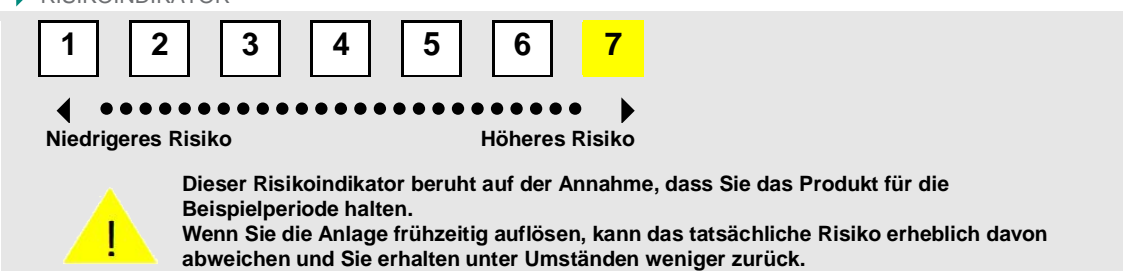 RISIKOINDIKATOR
1 2 3 4 5 6 7
Niedrigeres Risiko Höheres Risiko
Dieser Risikoindikator beruht auf der Annahme, dass Sie das Produkt für die
Beispielperiode halten.
! Wenn Sie die Anlage frühzeitig auflösen, kann das tatsächliche Risiko erheblich davon
abweichen und Sie erhalten unter Umständen weniger zurück.